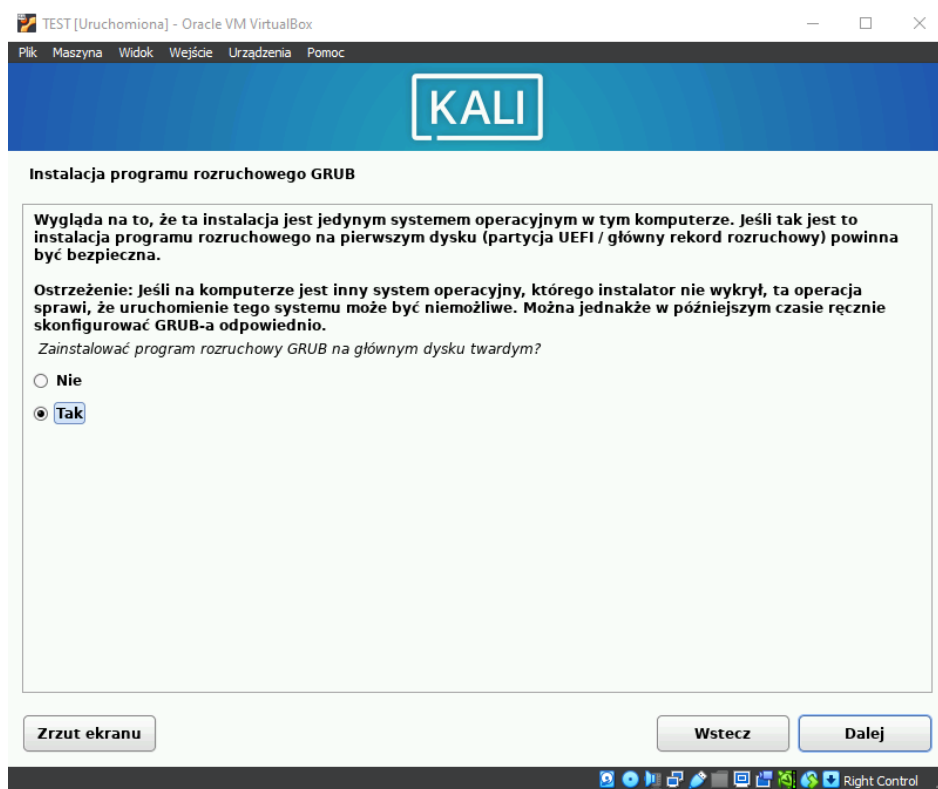 TEST [Uruchomiona] - Oracle VM VirtualBox
Plik Maszyna Widok Wejście Urządzenia Pomoc
KALI
Instalacja programu rozruchowego GRUB
Wygląda na to, że ta instalacja jest jedynym systemem operacyjnym w tym komputerze. Jeśli tak jest to
instalacja programu rozruchowego na pierwszym dysku (partycja UEFI / główny rekord rozruchowy) powinna
być bezpieczna.
Ostrzeżenie: Jeśli na komputerze jest inny system operacyjny, którego instalator nie wykrył, ta operacja
sprawi, że uruchomienie tego systemu może być niemożliwe. Można jednakże w późniejszym czasie ręcznie
skonfigurować GRUB-a odpowiednio.
Zainstalować program rozruchowy GRUB na głównym dysku twardym?
Nie
Tak
Zrzut ekranu
Wstecz
Dalej
Right Control